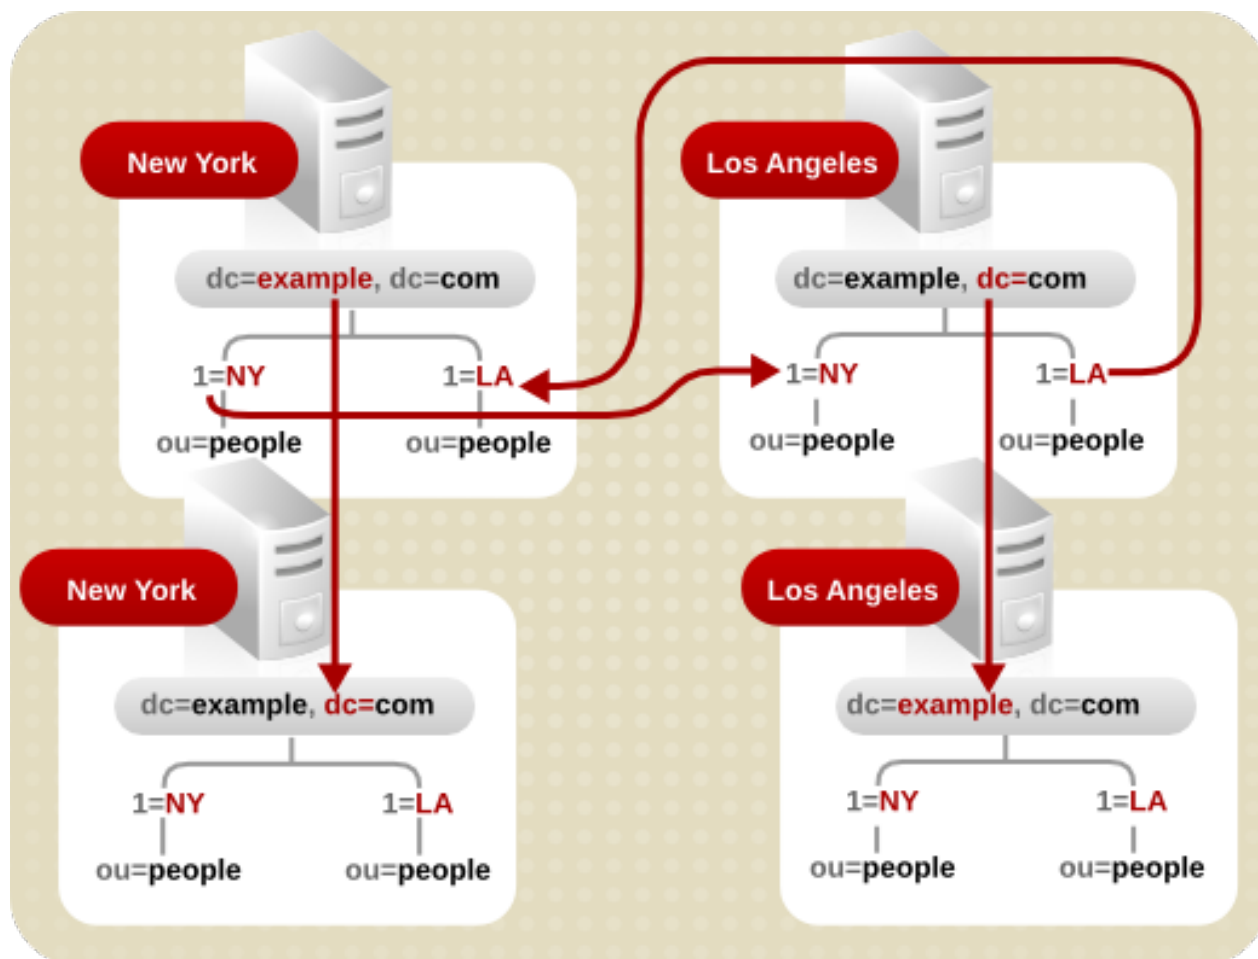 New York
Los Angeles
dc=example, dc=com
dc=example, dc=com
1=NY
1=LA
1=NY
1=LA
ou=people
ou=people
ou=people
ou=people
New York
Los Angeles
dc=example, dc=com
dc=example, dc=com
1=NY
1=LA
1=NY
1=LA
ou=people
ou=people
ou=people
ou=people